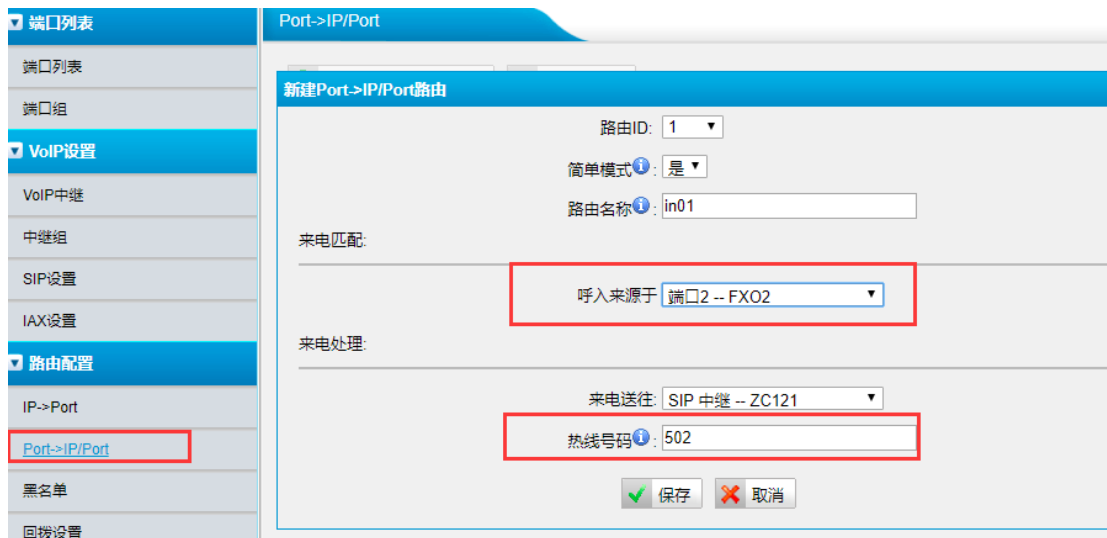 端口列表
端口列表
端口组
VoIP设置
VoIP中继
中继组
SIP设置
IAX设置
路由配置
IP->Port
Port->IP/Port
黑名单
回拨设置
Port->IP/Port
新建Port->IP/Port路由
路由ID: 1
简单模式: 是
路由名称: in01
来电匹配:
呼入来源于 端口2 -- FXO2
来电处理:
来电送往: SIP 中继 -- ZC121
热线号码: 502
保存 取消